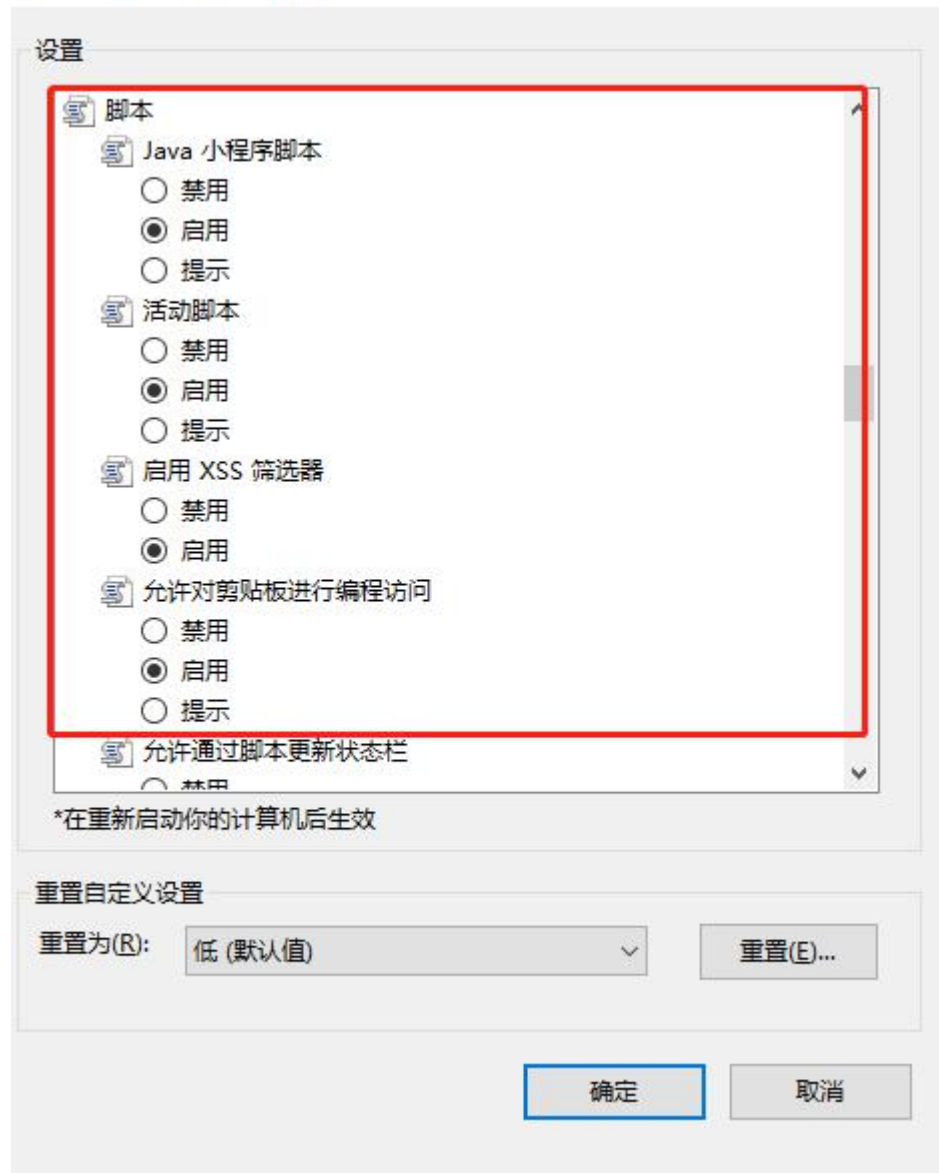 设置
脚本
Java 小程序脚本
禁用
启用
提示
活动脚本
禁用
启用
提示
启用 XSS 筛选器
禁用
启用
允许对剪贴板进行编程访问
禁用
启用
提示
允许通过脚本更新状态栏
禁用
*在重新启动你的计算机后生效
重置自定义设置
重置为(R): 低 (默认值) 重置(E)...
确定 取消